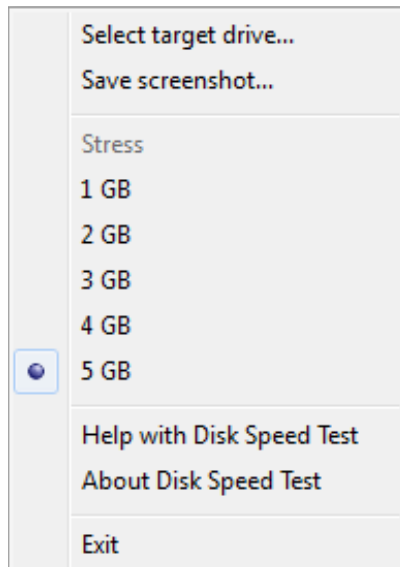 Select target drive...
Save screenshot...
Stress
1 GB
2 GB
3 GB
4 GB
5 GB
Help with Disk Speed Test
About Disk Speed Test
Exit